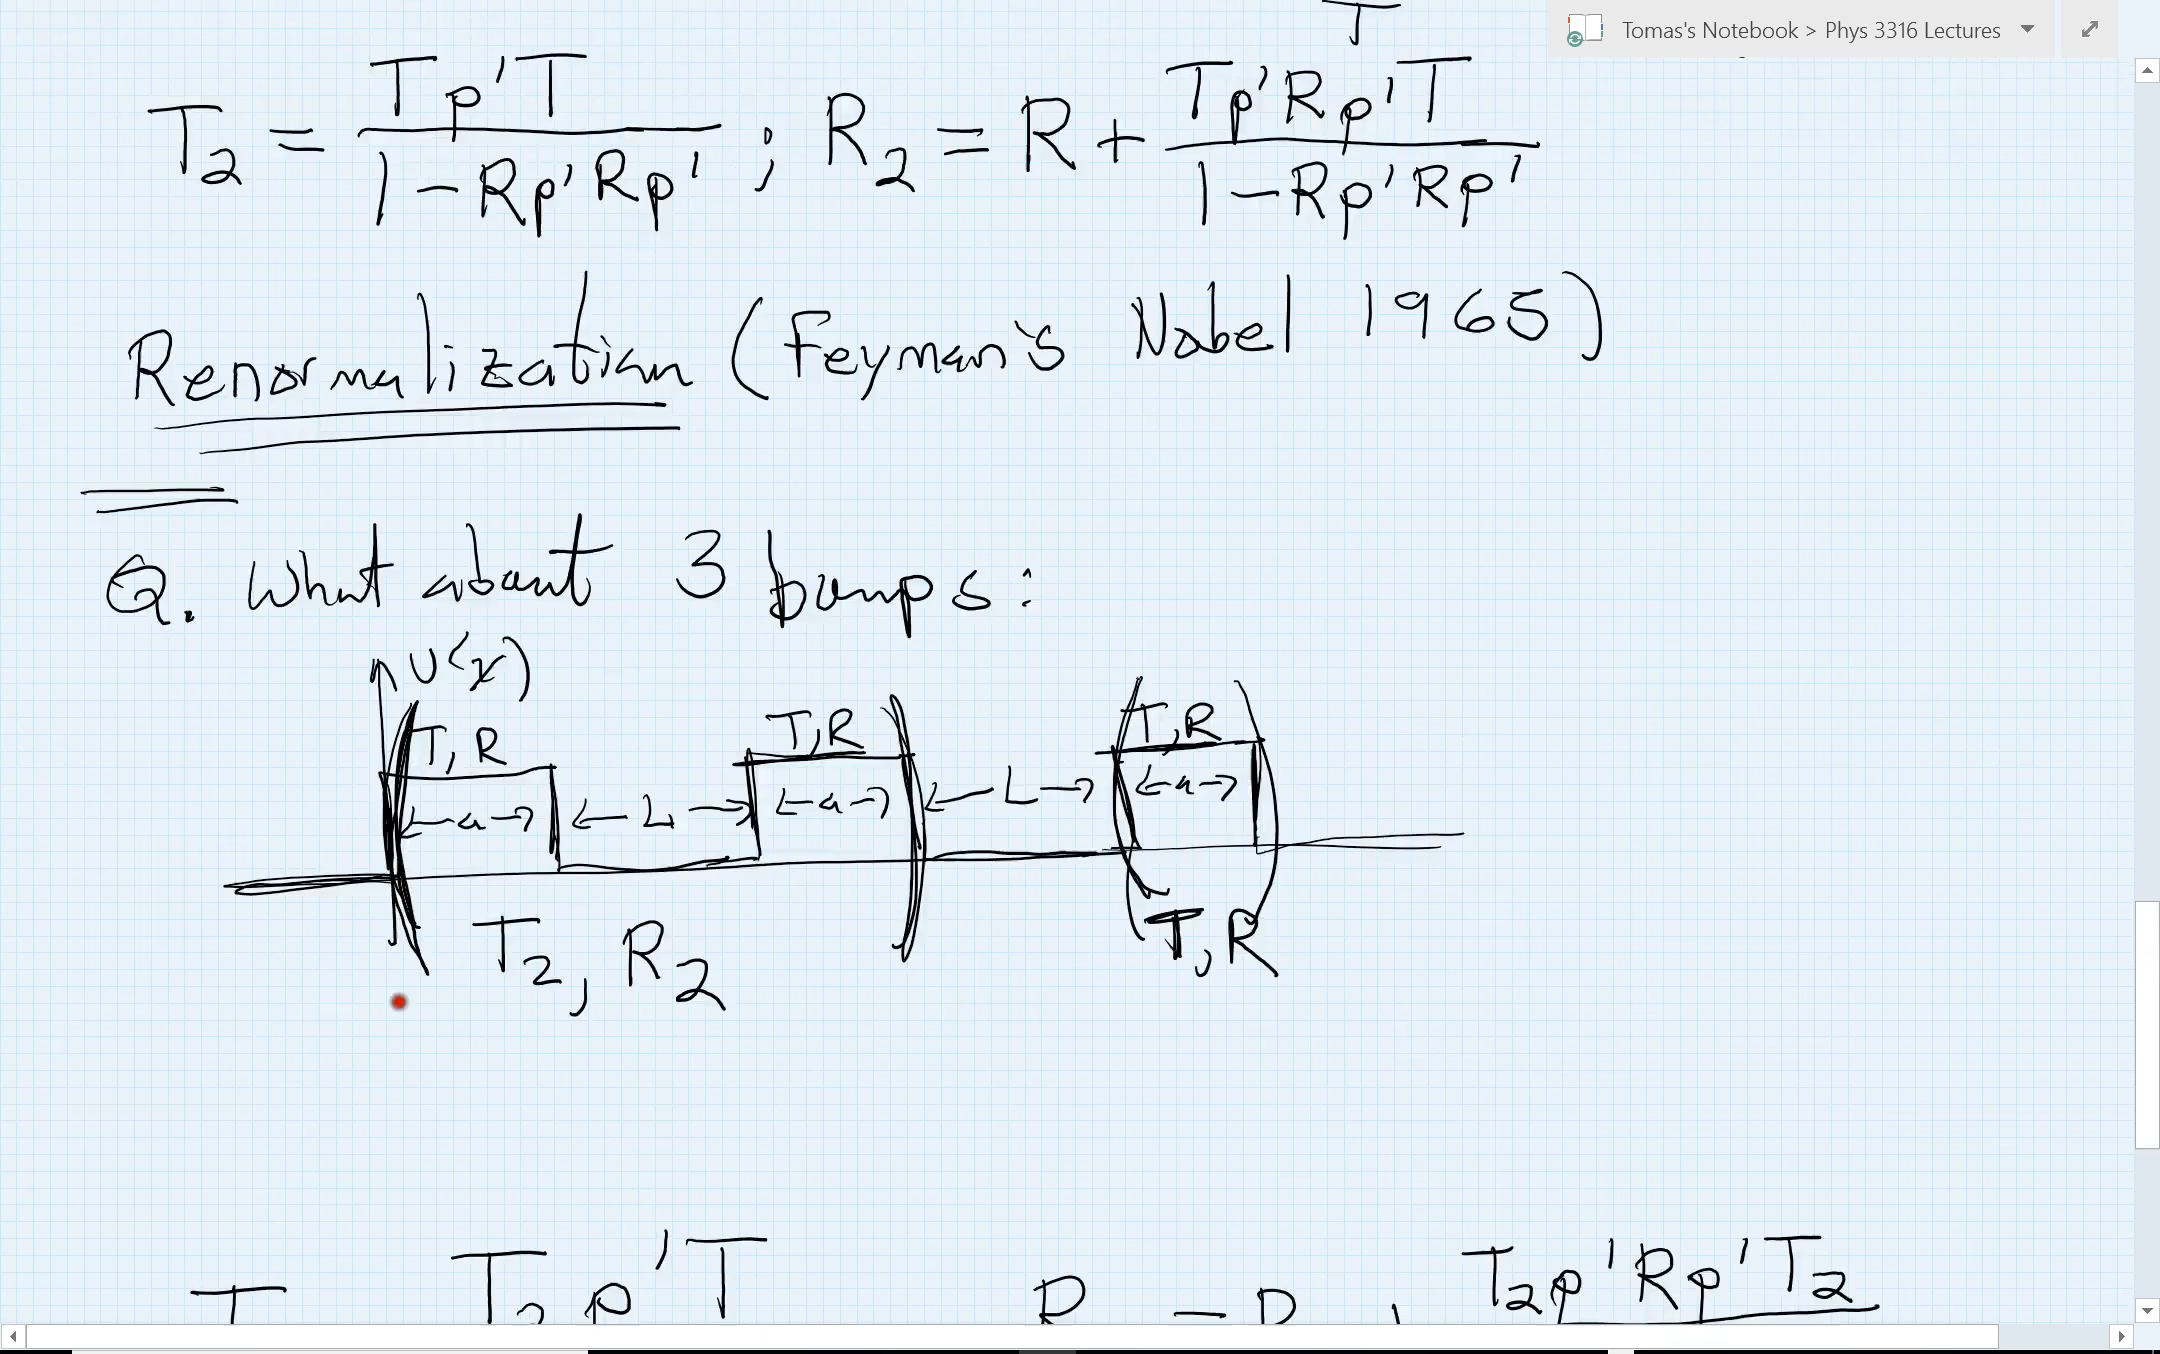 Tomas's Notebook > Phys 3316 Lectures
T₂ = Tp'T / 1 - Rp'Rp' ; R₂ = R + Tp'Rp'T / 1 - Rp'Rp'
Renormalization (Feyman's Nobel 1965)
Q. What about 3 bumps:
U(x)
T, R T, R T, R
←a→ ←L→ ←a→ ←L→ ←a→
T₂, R₂ T, R
T₂p'T T₂p'Rp'T₂